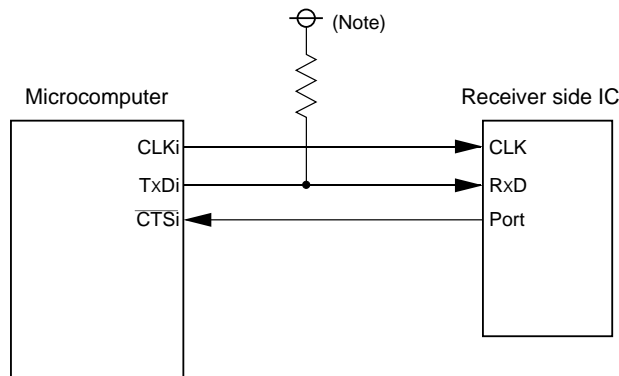 (Note)
Microcomputer
Receiver side IC
CLKi
CLK
TxDi
RxD
CTSi
Port